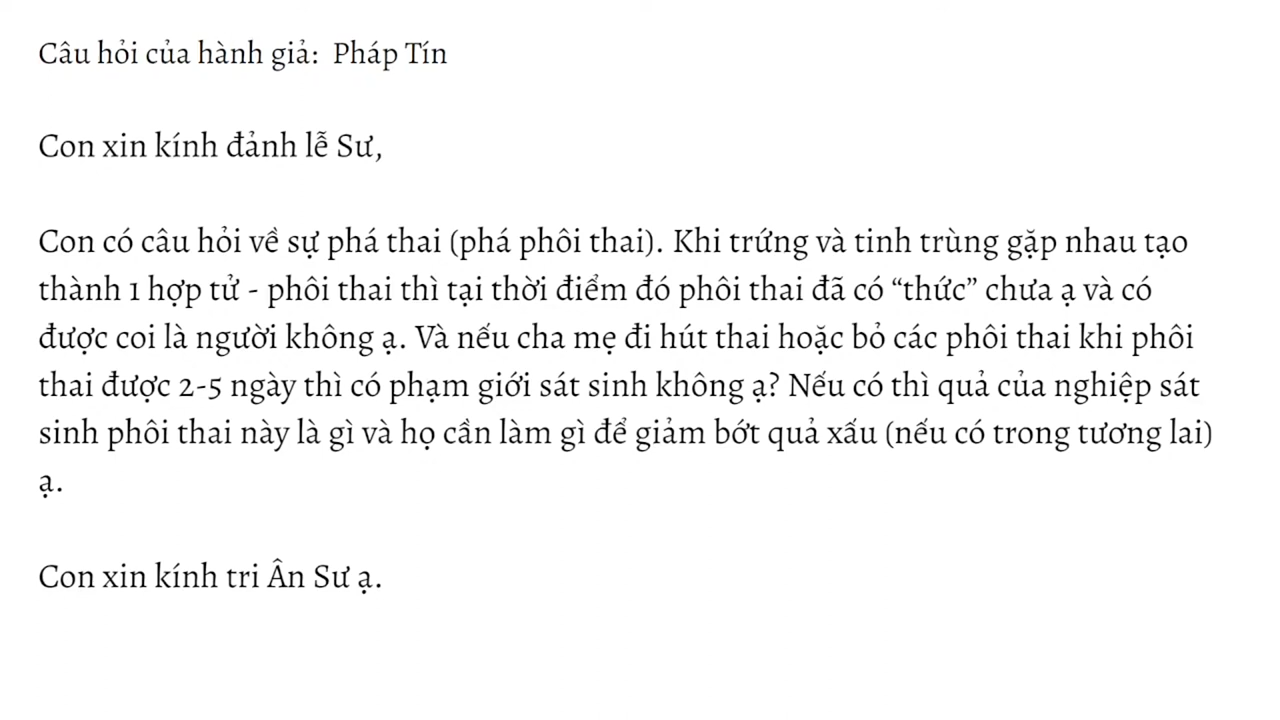 Câu hỏi của hành giả:  Pháp Tín
Con xin kính đảnh lễ Sư,
Con có câu hỏi về sự phá thai (phá phôi thai). Khi trứng và tinh trùng gặp nhau tạo
thành 1 hợp tử - phôi thai thì tại thời điểm đó phôi thai đã có “thức” chưa ạ và có
được coi là người không ạ. Và nếu cha mẹ đi hút thai hoặc bỏ các phôi thai khi phôi
thai được 2-5 ngày thì có phạm giới sát sinh không ạ? Nếu có thì quả của nghiệp sát
sinh phôi thai này là gì và họ cần làm gì để giảm bớt quả xấu (nếu có trong tương lai)
ạ.
Con xin kính tri Ân Sư ạ.